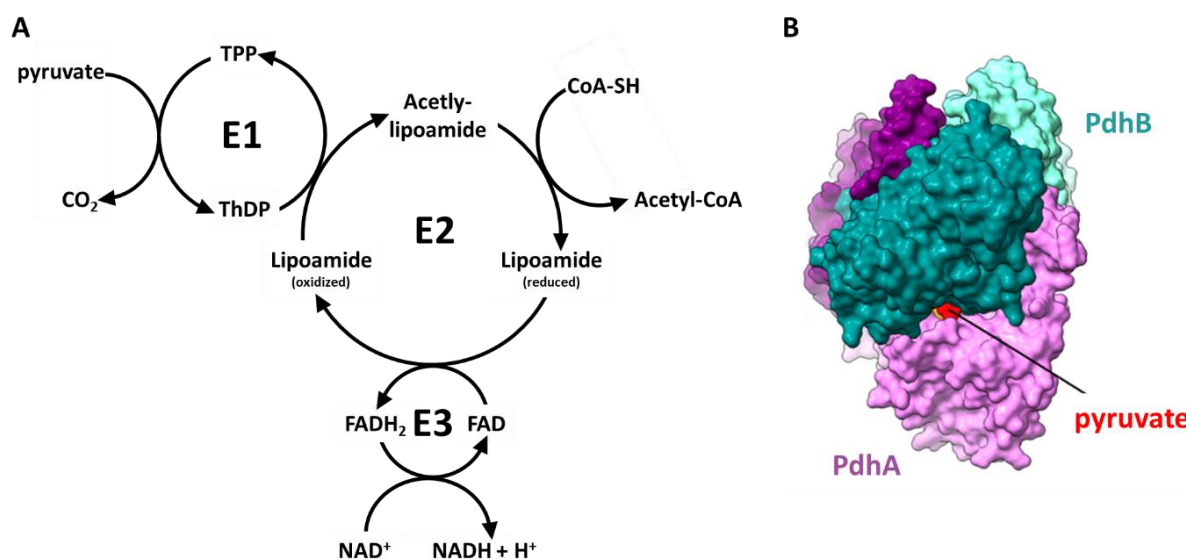 A
pyruvate
TPP
E1
CO₂
ThDP
Acetly-
lipoamide
CoA-SH
Acetyl-CoA
E2
Lipoamide
(oxidized)
Lipoamide
(reduced)
FADH₂
E3
FAD
NAD⁺
NADH + H⁺
B
PdhB
pyruvate
PdhA